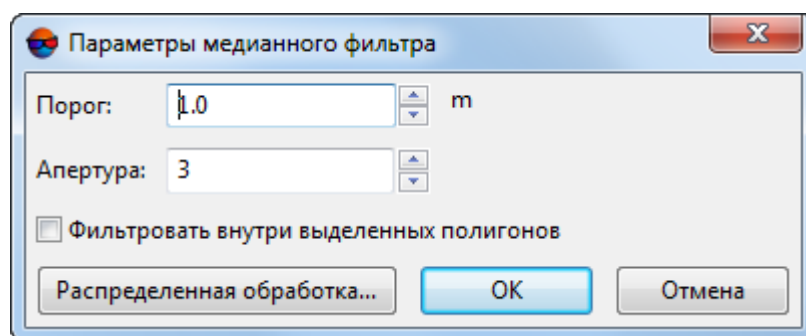 Параметры медианного фильтра
Порог: 1.0 m
Апертура: 3
Фильтровать внутри выделенных полигонов
Распределенная обработка... OK Отмена